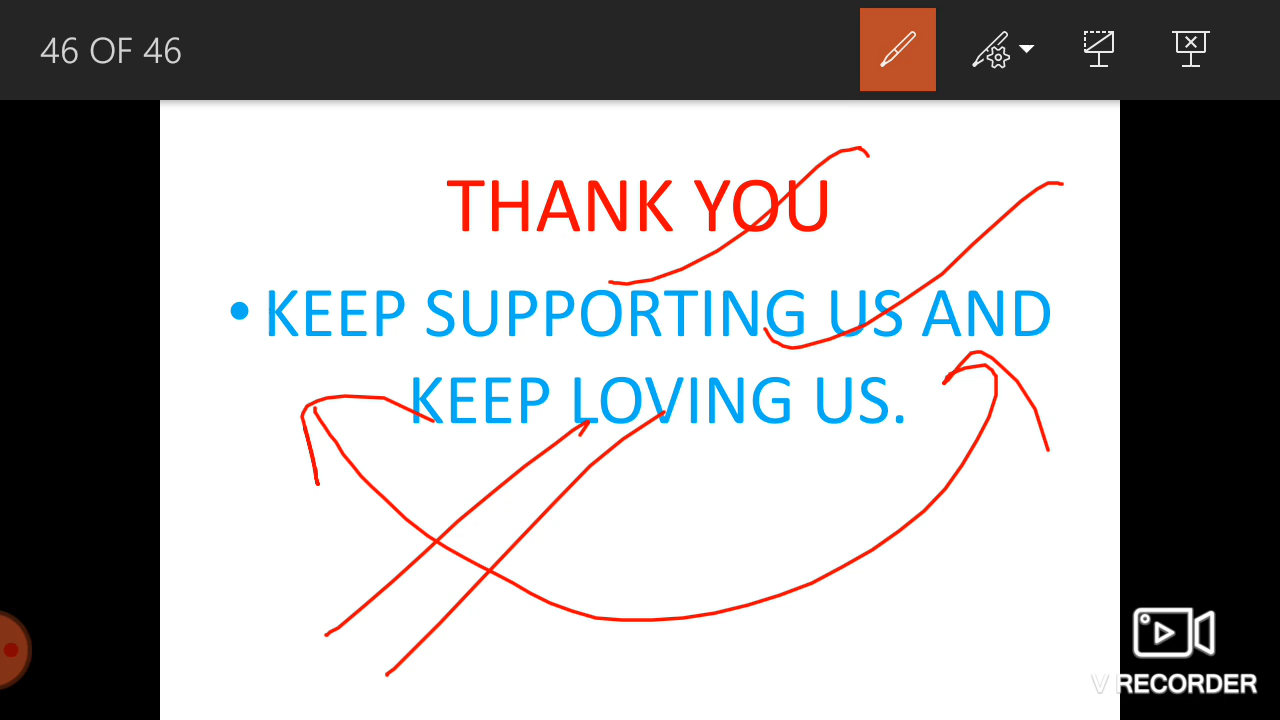 46 OF 46
THANK YOU
• KEEP SUPPORTING US AND
KEEP LOVING US.
V RECORDER